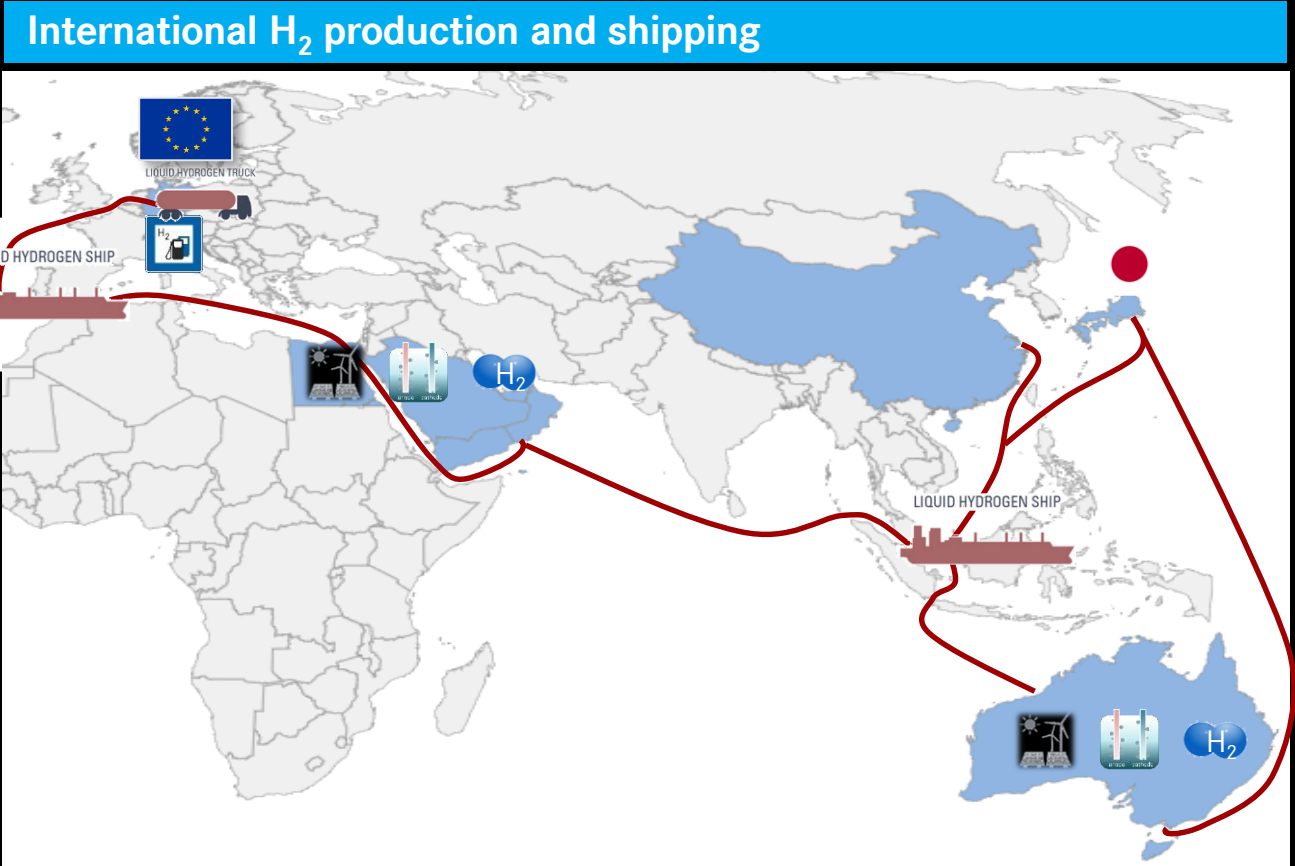 International H₂ production and shipping
LIQUID HYDROGEN TRUCK
H₂
D HYDROGEN SHIP
H₂
LIQUID HYDROGEN SHIP
H₂